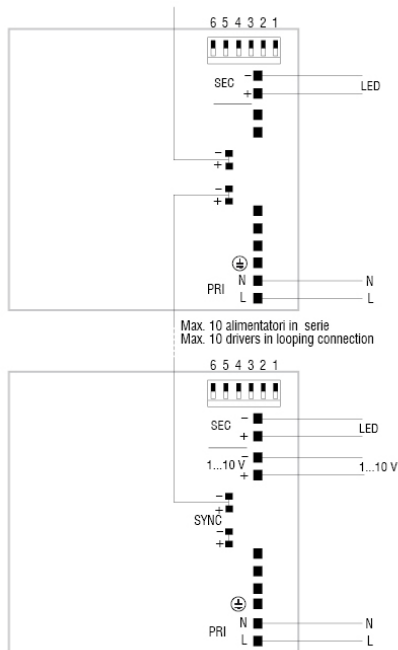 6 5 4 3 2 1
SEC - LED
+
-
+
-
+
N N
PRI
L L
Max. 10 alimentatori in serie
Max. 10 drivers in looping connection
6 5 4 3 2 1
SEC - LED
+
-
1...10 V 1...10 V
+
-
+
SYNC
-
+
N N
PRI
L L